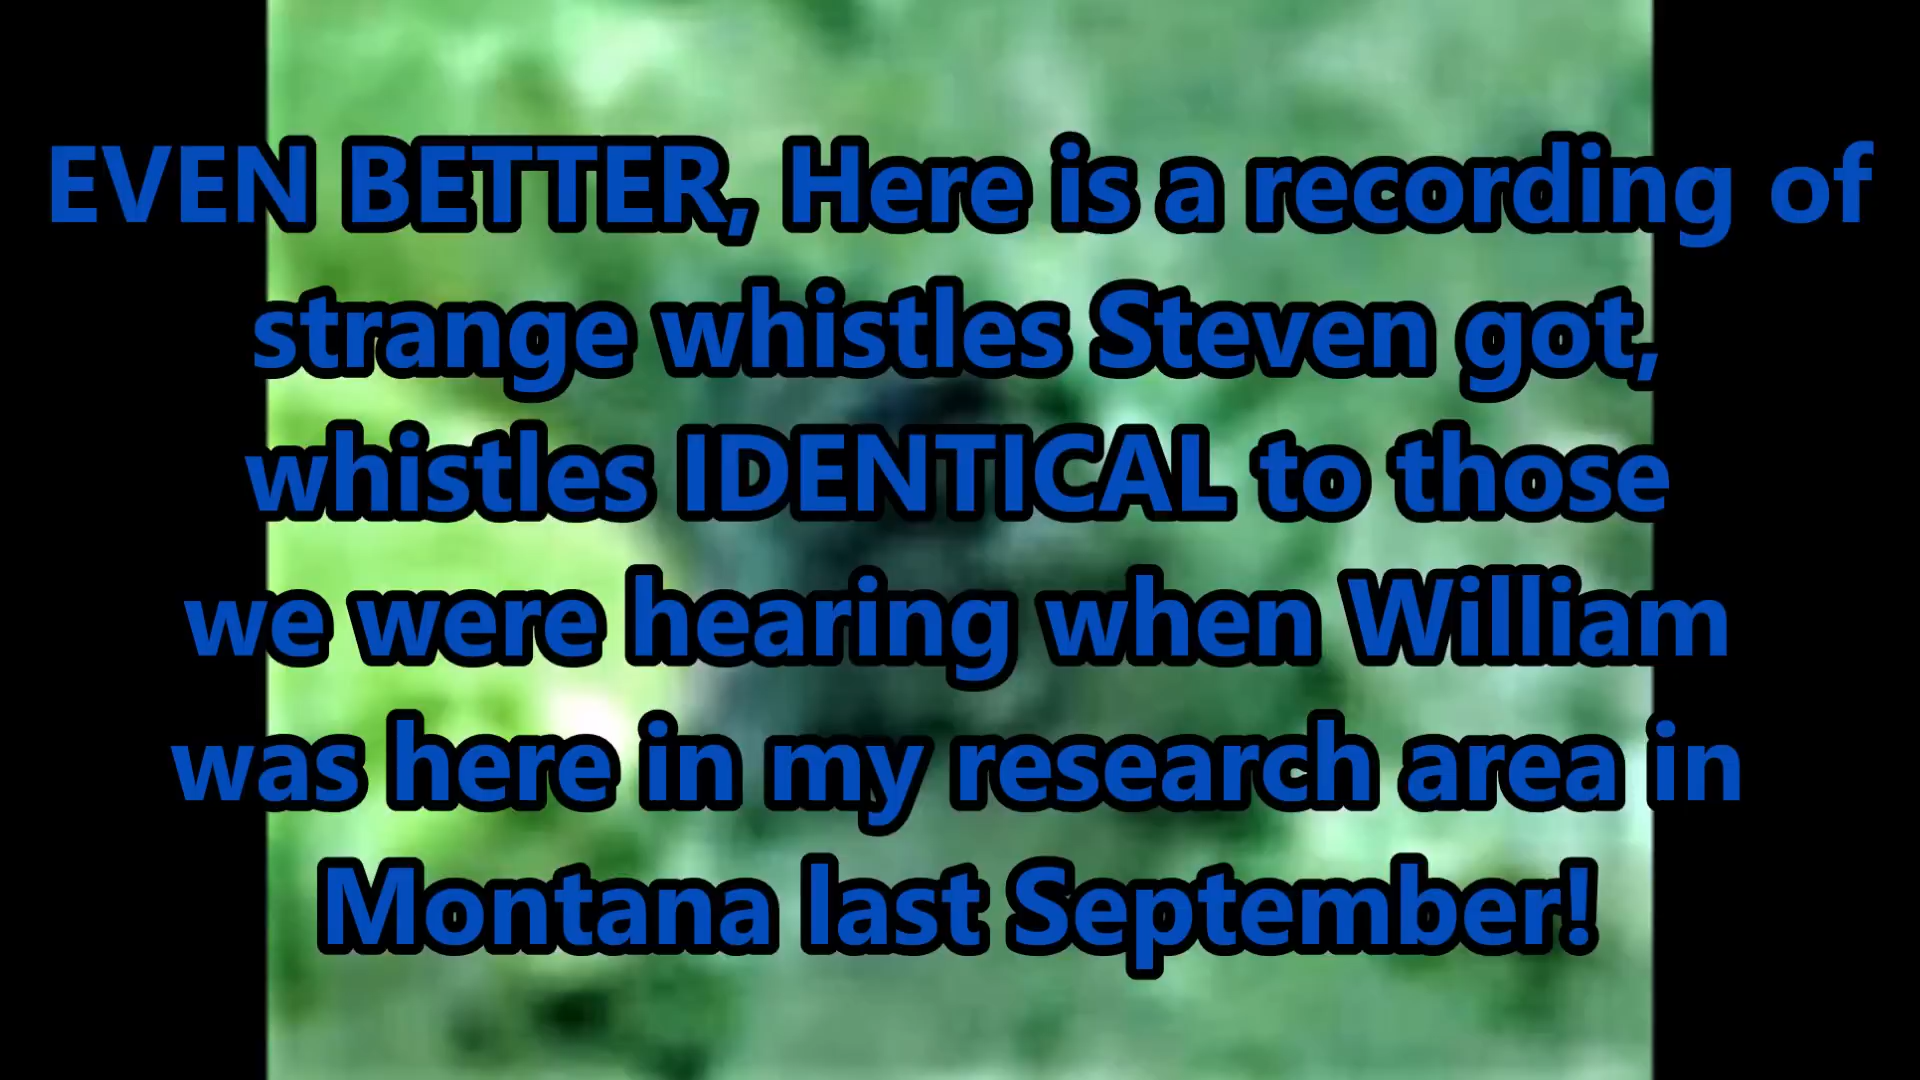 EVEN BETTER, Here is a recording of
strange whistles Steven got,
whistles IDENTICAL to those
we were hearing when William
was here in my research area in
Montana last September!